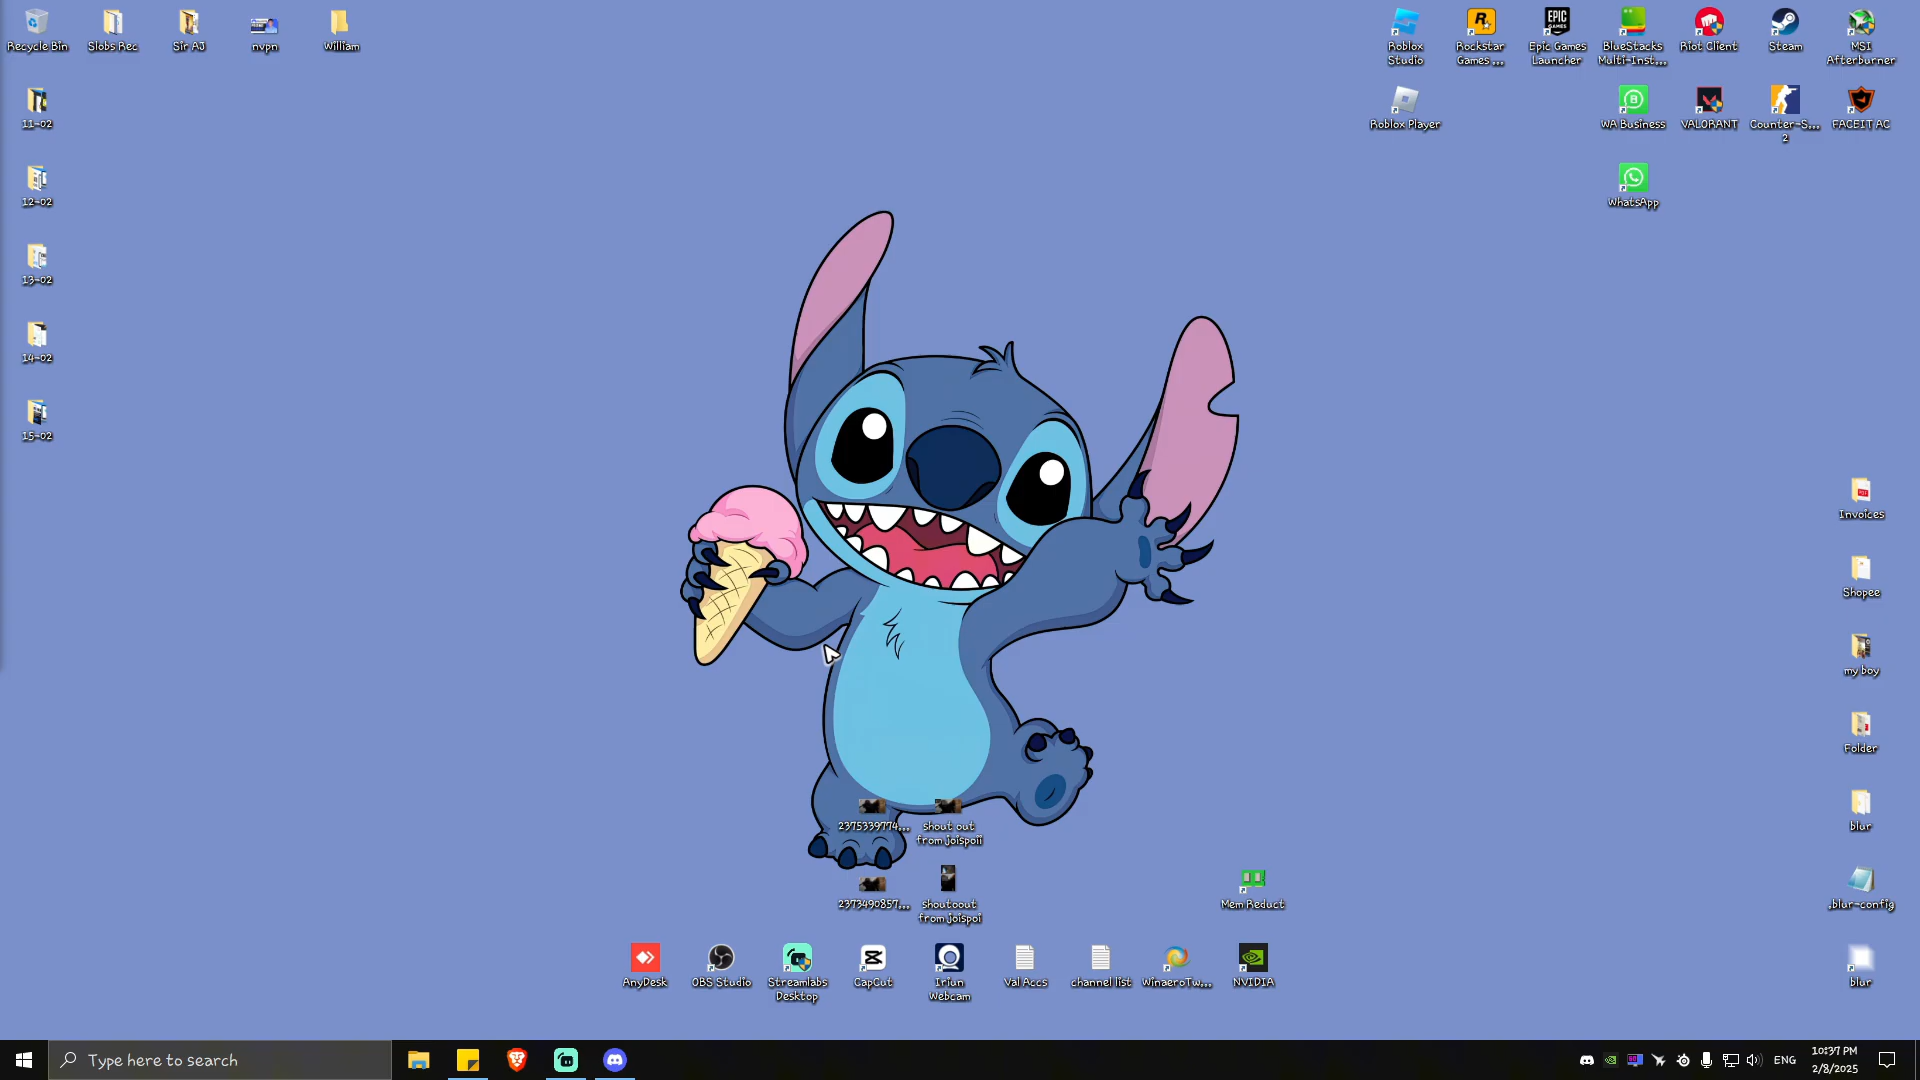 Recycle Bin
Slobs Rec
Sir AJ
nvpn
William
Roblox
Studio
Rockstar
Games ...
Epic Games
Launcher
BlueStacks
Multi-Inst...
Riot Client
Steam
MSI
Afterburner
11-02
Roblox Player
WA Business
VALORANT
Counter-S...
2
FACEIT AC
12-02
WhatsApp
13-02
14-02
15-02
Invoices
Shopee
my boy
Folder
2375339774...
shout out
from joispoii
blur
2373490857...
shoutoout
from joispoi
Mem Reduct
.blur-config
AnyDesk
OBS Studio
Streamlabs
Desktop
CapCut
Iriun
Webcam
Val Accs
channel list
WinaeroTw...
NVIDIA
blur
Type here to search
ENG
10:37 PM
2/8/2025